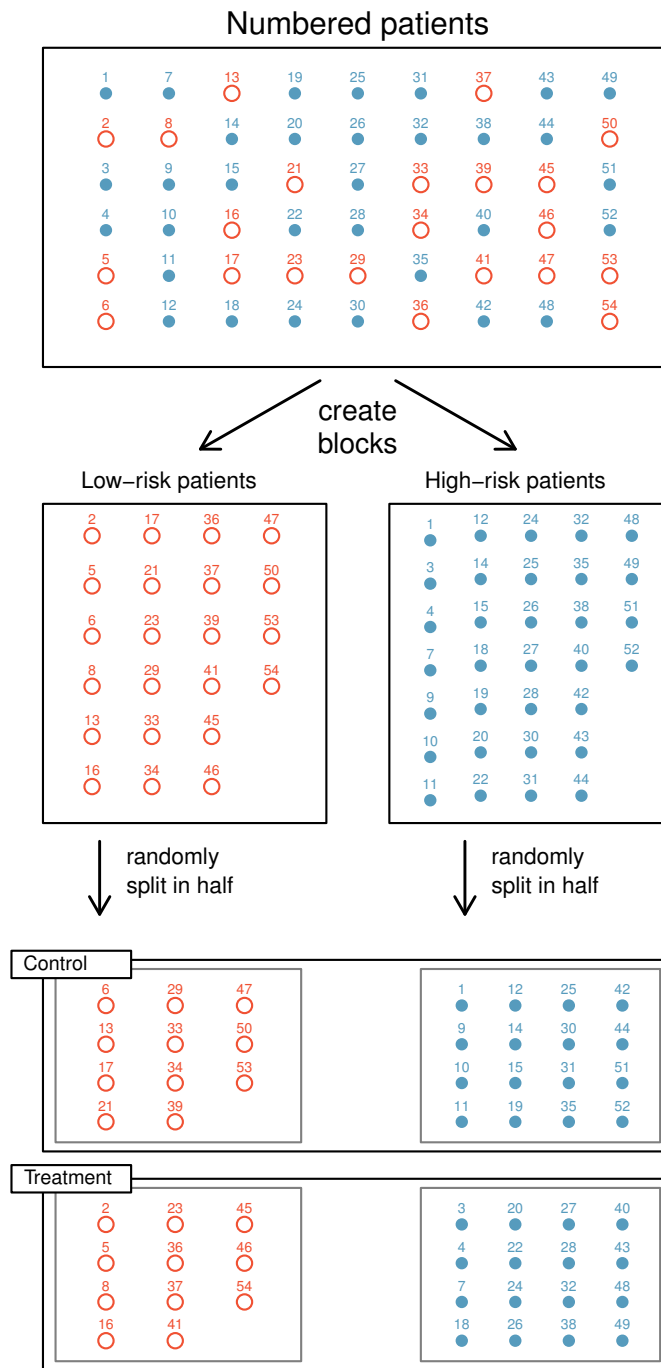 Numbered patients
1 7 13 19 25 31 37 43 49
2 8 14 20 26 32 38 44 50
3 9 15 21 27 33 39 45 51
4 10 16 22 28 34 40 46 52
5 11 17 23 29 35 41 47 53
6 12 18 24 30 36 42 48 54
create
blocks
Low−risk patients
2 17 36 47
5 21 37 50
6 23 39 53
8 29 41 54
13 33 45
16 34 46
High−risk patients
1 12 24 32 48
3 14 25 35 49
4 15 26 38 51
7 18 27 40 52
9 19 28 42
10 20 30 43
11 22 31 44
randomly
split in half
randomly
split in half
Control
6 29 47
13 33 50
17 34 53
21 39
1 12 25 42
9 14 30 44
10 15 31 51
11 19 35 52
Treatment
2 23 45
5 36 46
8 37 54
16 41
3 20 27 40
4 22 28 43
7 24 32 48
18 26 38 49